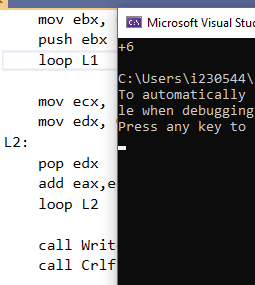 mov ebx,
push ebx
loop L1
mov ecx,
mov edx,
L2:
pop edx
add eax,e
loop L2
call Writ
call Crlf
Microsoft Visual Stud
+6
C:\Users\i230544\
To automatically
le when debugging
Press any key to